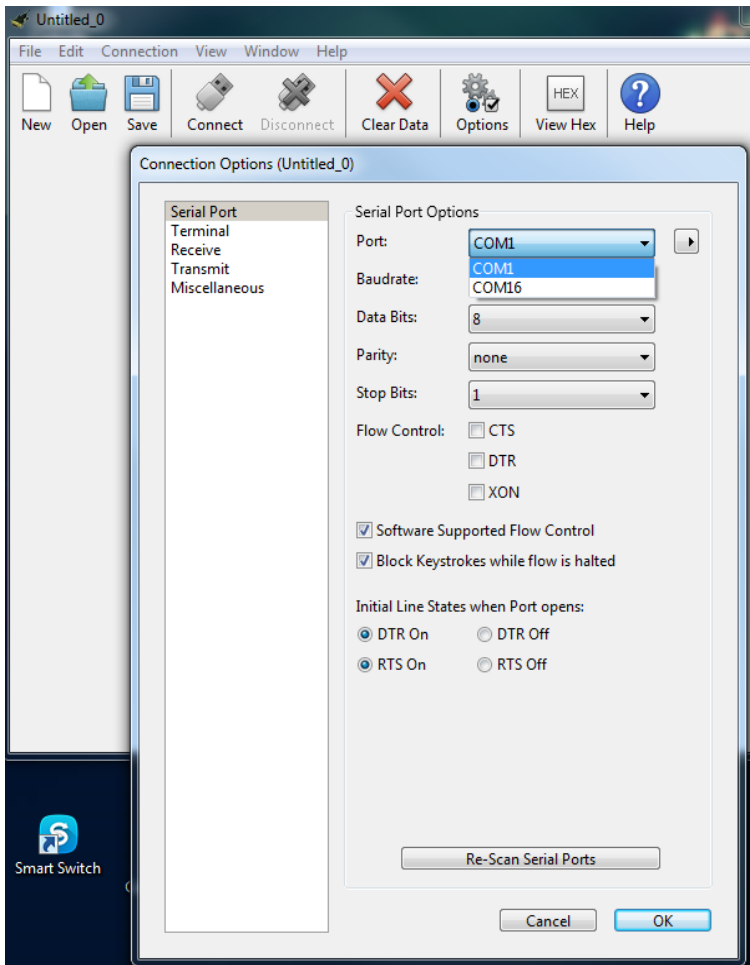 Untitled_0
File Edit Connection View Window Help
HEX
New Open Save Connect Disconnect Clear Data Options View Hex Help
Connection Options (Untitled_0)
Serial Port
Terminal
Receive
Transmit
Miscellaneous
Serial Port Options
Port: COM1
COM1
COM16
Baudrate:
Data Bits: 8
Parity: none
Stop Bits: 1
Flow Control: CTS
DTR
XON
Software Supported Flow Control
Block Keystrokes while flow is halted
Initial Line States when Port opens:
DTR On DTR Off
RTS On RTS Off
Re-Scan Serial Ports
Cancel OK
Smart Switch